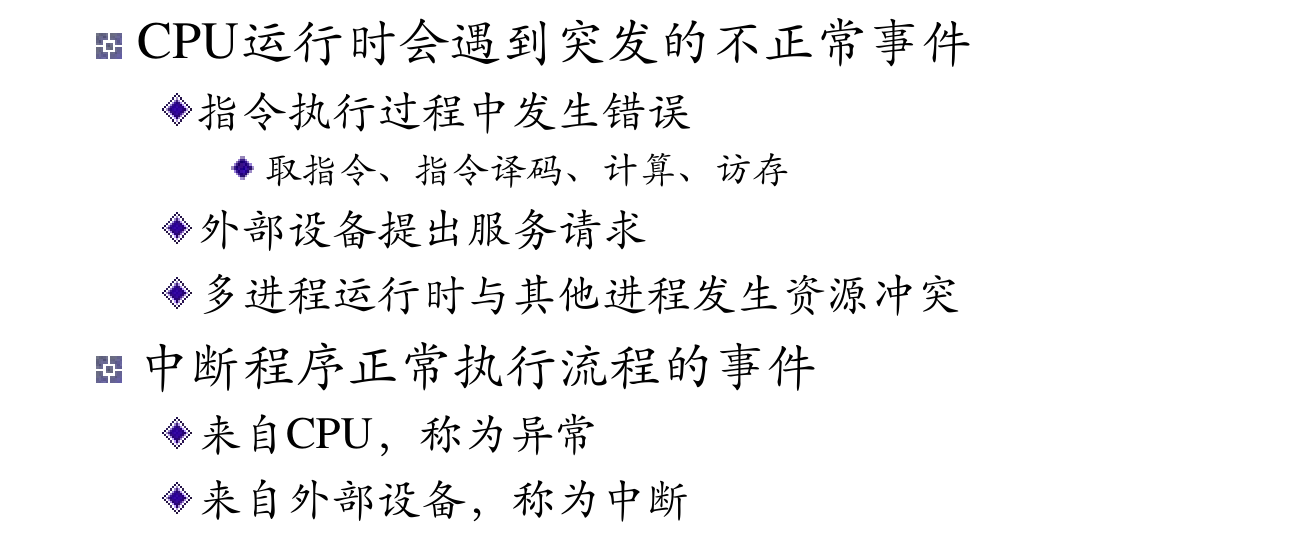 CPU运行时会遇到突发的不正常事件
指令执行过程中发生错误
取指令、指令译码、计算、访存
外部设备提出服务请求
多进程运行时与其他进程发生资源冲突
中断程序正常执行流程的事件
来自CPU，称为异常
来自外部设备，称为中断